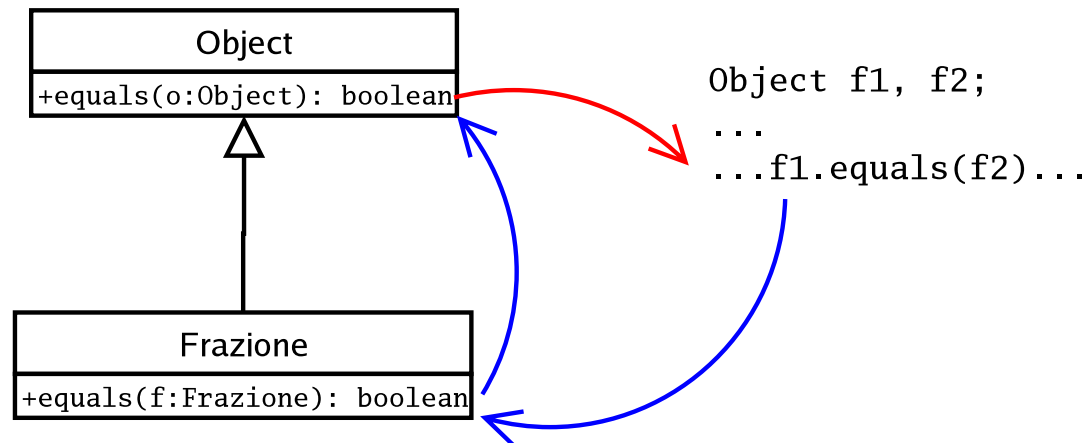 Object
+equals(o:Object): boolean
Object f1, f2;
...
...f1.equals(f2)...
Frazione
+equals(f:Frazione): boolean